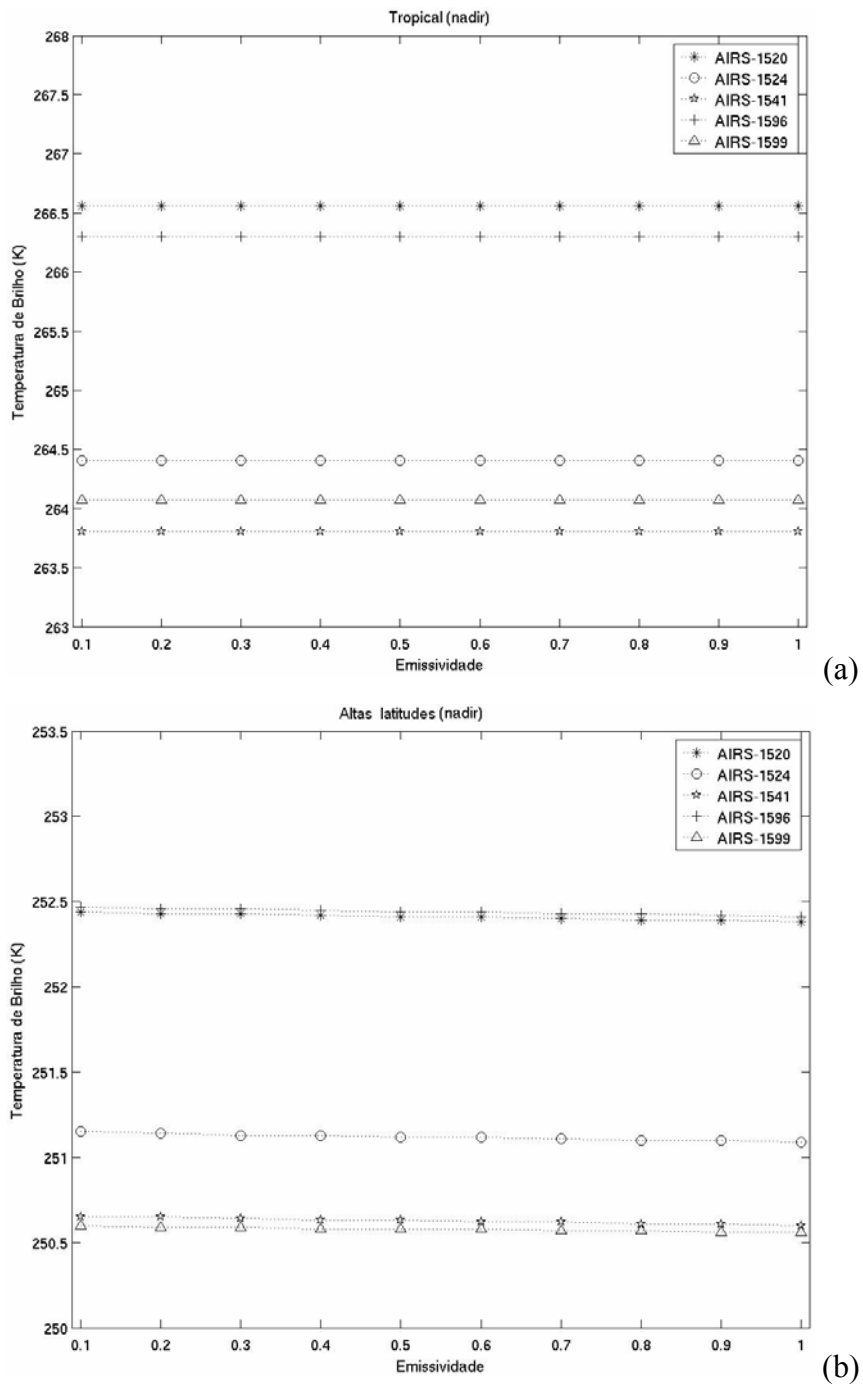 Tropical (nadir)
268
267.5
267
266.5
266
265.5
265
264.5
264
263.5
263
Temperatura de Brilho (K)
AIRS-1520
AIRS-1524
AIRS-1541
AIRS-1596
AIRS-1599
0.1 0.2 0.3 0.4 0.5 0.6 0.7 0.8 0.9 1
Emissividade
(a)
Altas latitudes (nadir)
253.5
253
252.5
252
251.5
251
250.5
250
Temperatura de Brilho (K)
AIRS-1520
AIRS-1524
AIRS-1541
AIRS-1596
AIRS-1599
0.1 0.2 0.3 0.4 0.5 0.6 0.7 0.8 0.9 1
Emissividade
(b)